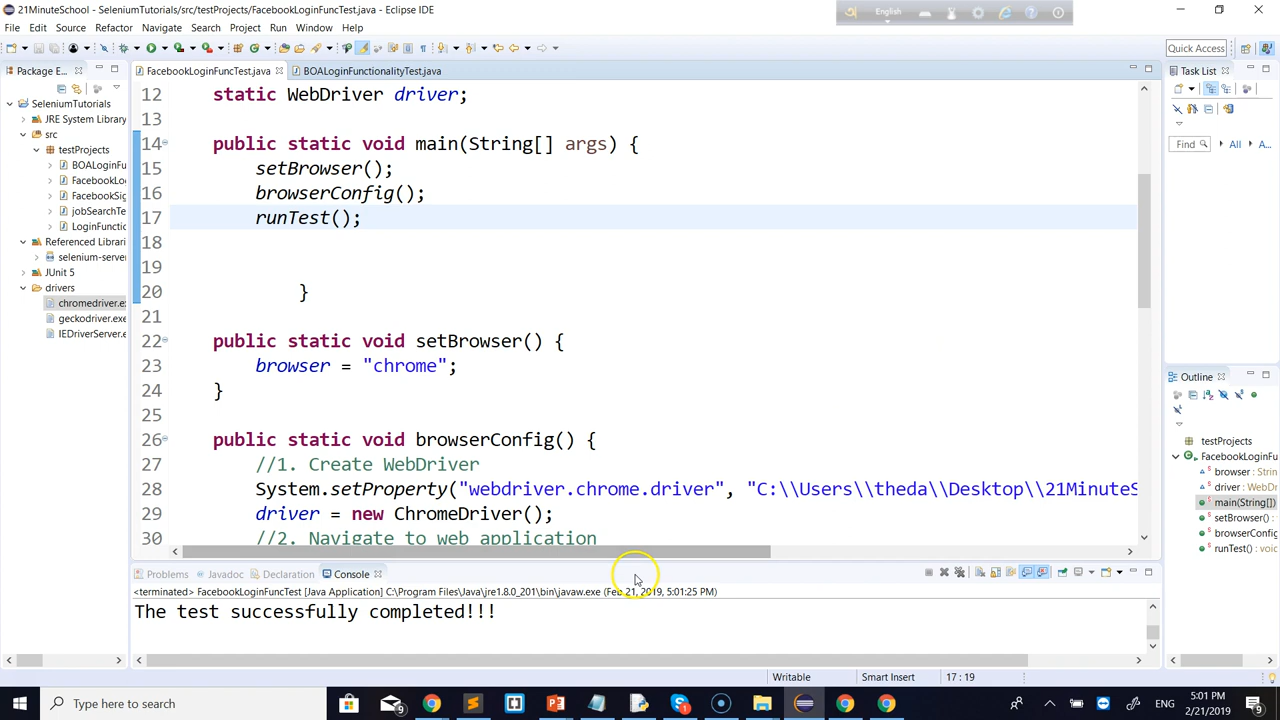 21MinuteSchool - SeleniumTutorials/src/testProjects/FacebookLoginFuncTest.java - Eclipse IDE
English
File Edit Source Refactor Navigate Search Project Run Window Help
Quick Access
Package E...
FacebookLoginFuncTest.java
BOALoginFunctionalityTest.java
Task List
SeleniumTutorials
JRE System Library
src
testProjects
BOALoginFu
FacebookLo
FacebookSig
jobSearchTe
LoginFunctio
Referenced Librari
selenium-serve
JUnit 5
drivers
chromedriver.ex
geckodriver.exe
IEDriverServer.e
12 static WebDriver driver;
13
14 public static void main(String[] args) {
15 setBrowser();
16 browserConfig();
17 runTest();
18
19
20 }
21
22 public static void setBrowser() {
23 browser = "chrome";
24 }
25
26 public static void browserConfig() {
27 //1. Create WebDriver
28 System.setProperty("webdriver.chrome.driver", "C:\\Users\\theda\\Desktop\\21MinuteS
29 driver = new ChromeDriver();
30 //2. Navigate to web application
Find All A...
Outline
testProjects
FacebookLoginFu
browser : Strin
driver : WebDr
main(String[])
setBrowser() :
browserConfig
runTest() : voic
Problems Javadoc Declaration Console
<terminated> FacebookLoginFuncTest [Java Application] C:\Program Files\Java\jre1.8.0_201\bin\javaw.exe (Feb 21, 2019, 5:01:25 PM)
The test successfully completed!!!
Writable Smart Insert 17 : 19
Type here to search
ENG
5:01 PM
2/21/2019